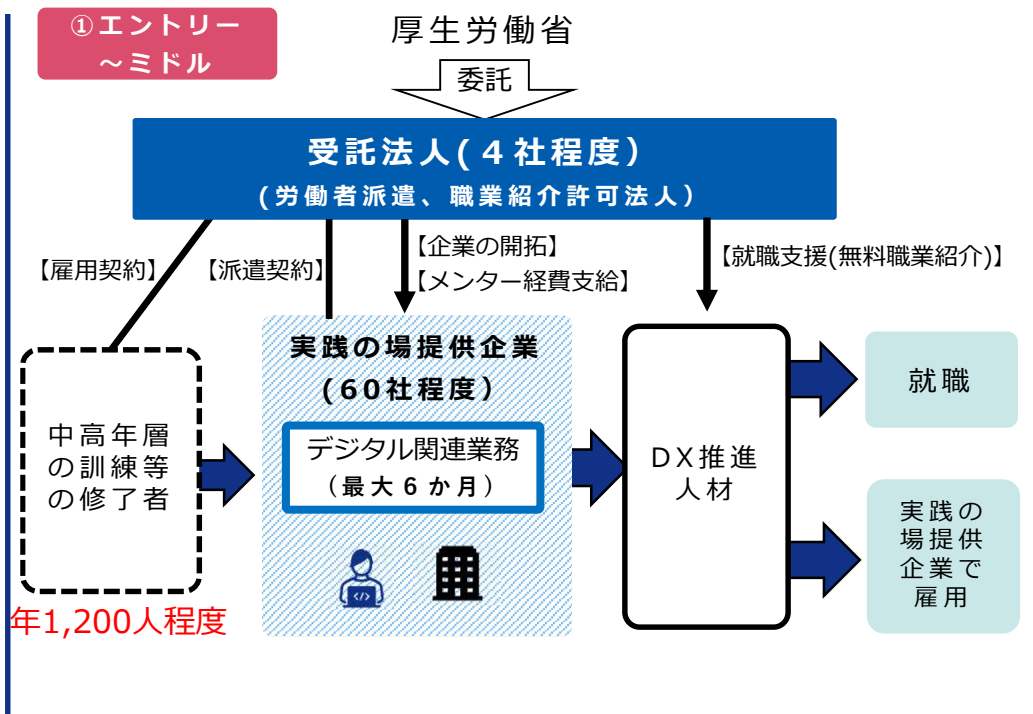 ①エントリー
～ミドル
厚生労働省
委託
受託法人(４社程度)
(労働者派遣、職業紹介許可法人)
【雇用契約】
【派遣契約】
【企業の開拓】
【メンター経費支給】
【就職支援(無料職業紹介)】
中高年層
の訓練等
の修了者
年1,200人程度
実践の場提供企業
(60社程度)
デジタル関連業務
(最大６か月)
</>
DX推進
人材
就職
実践の
場提供
企業で
雇用